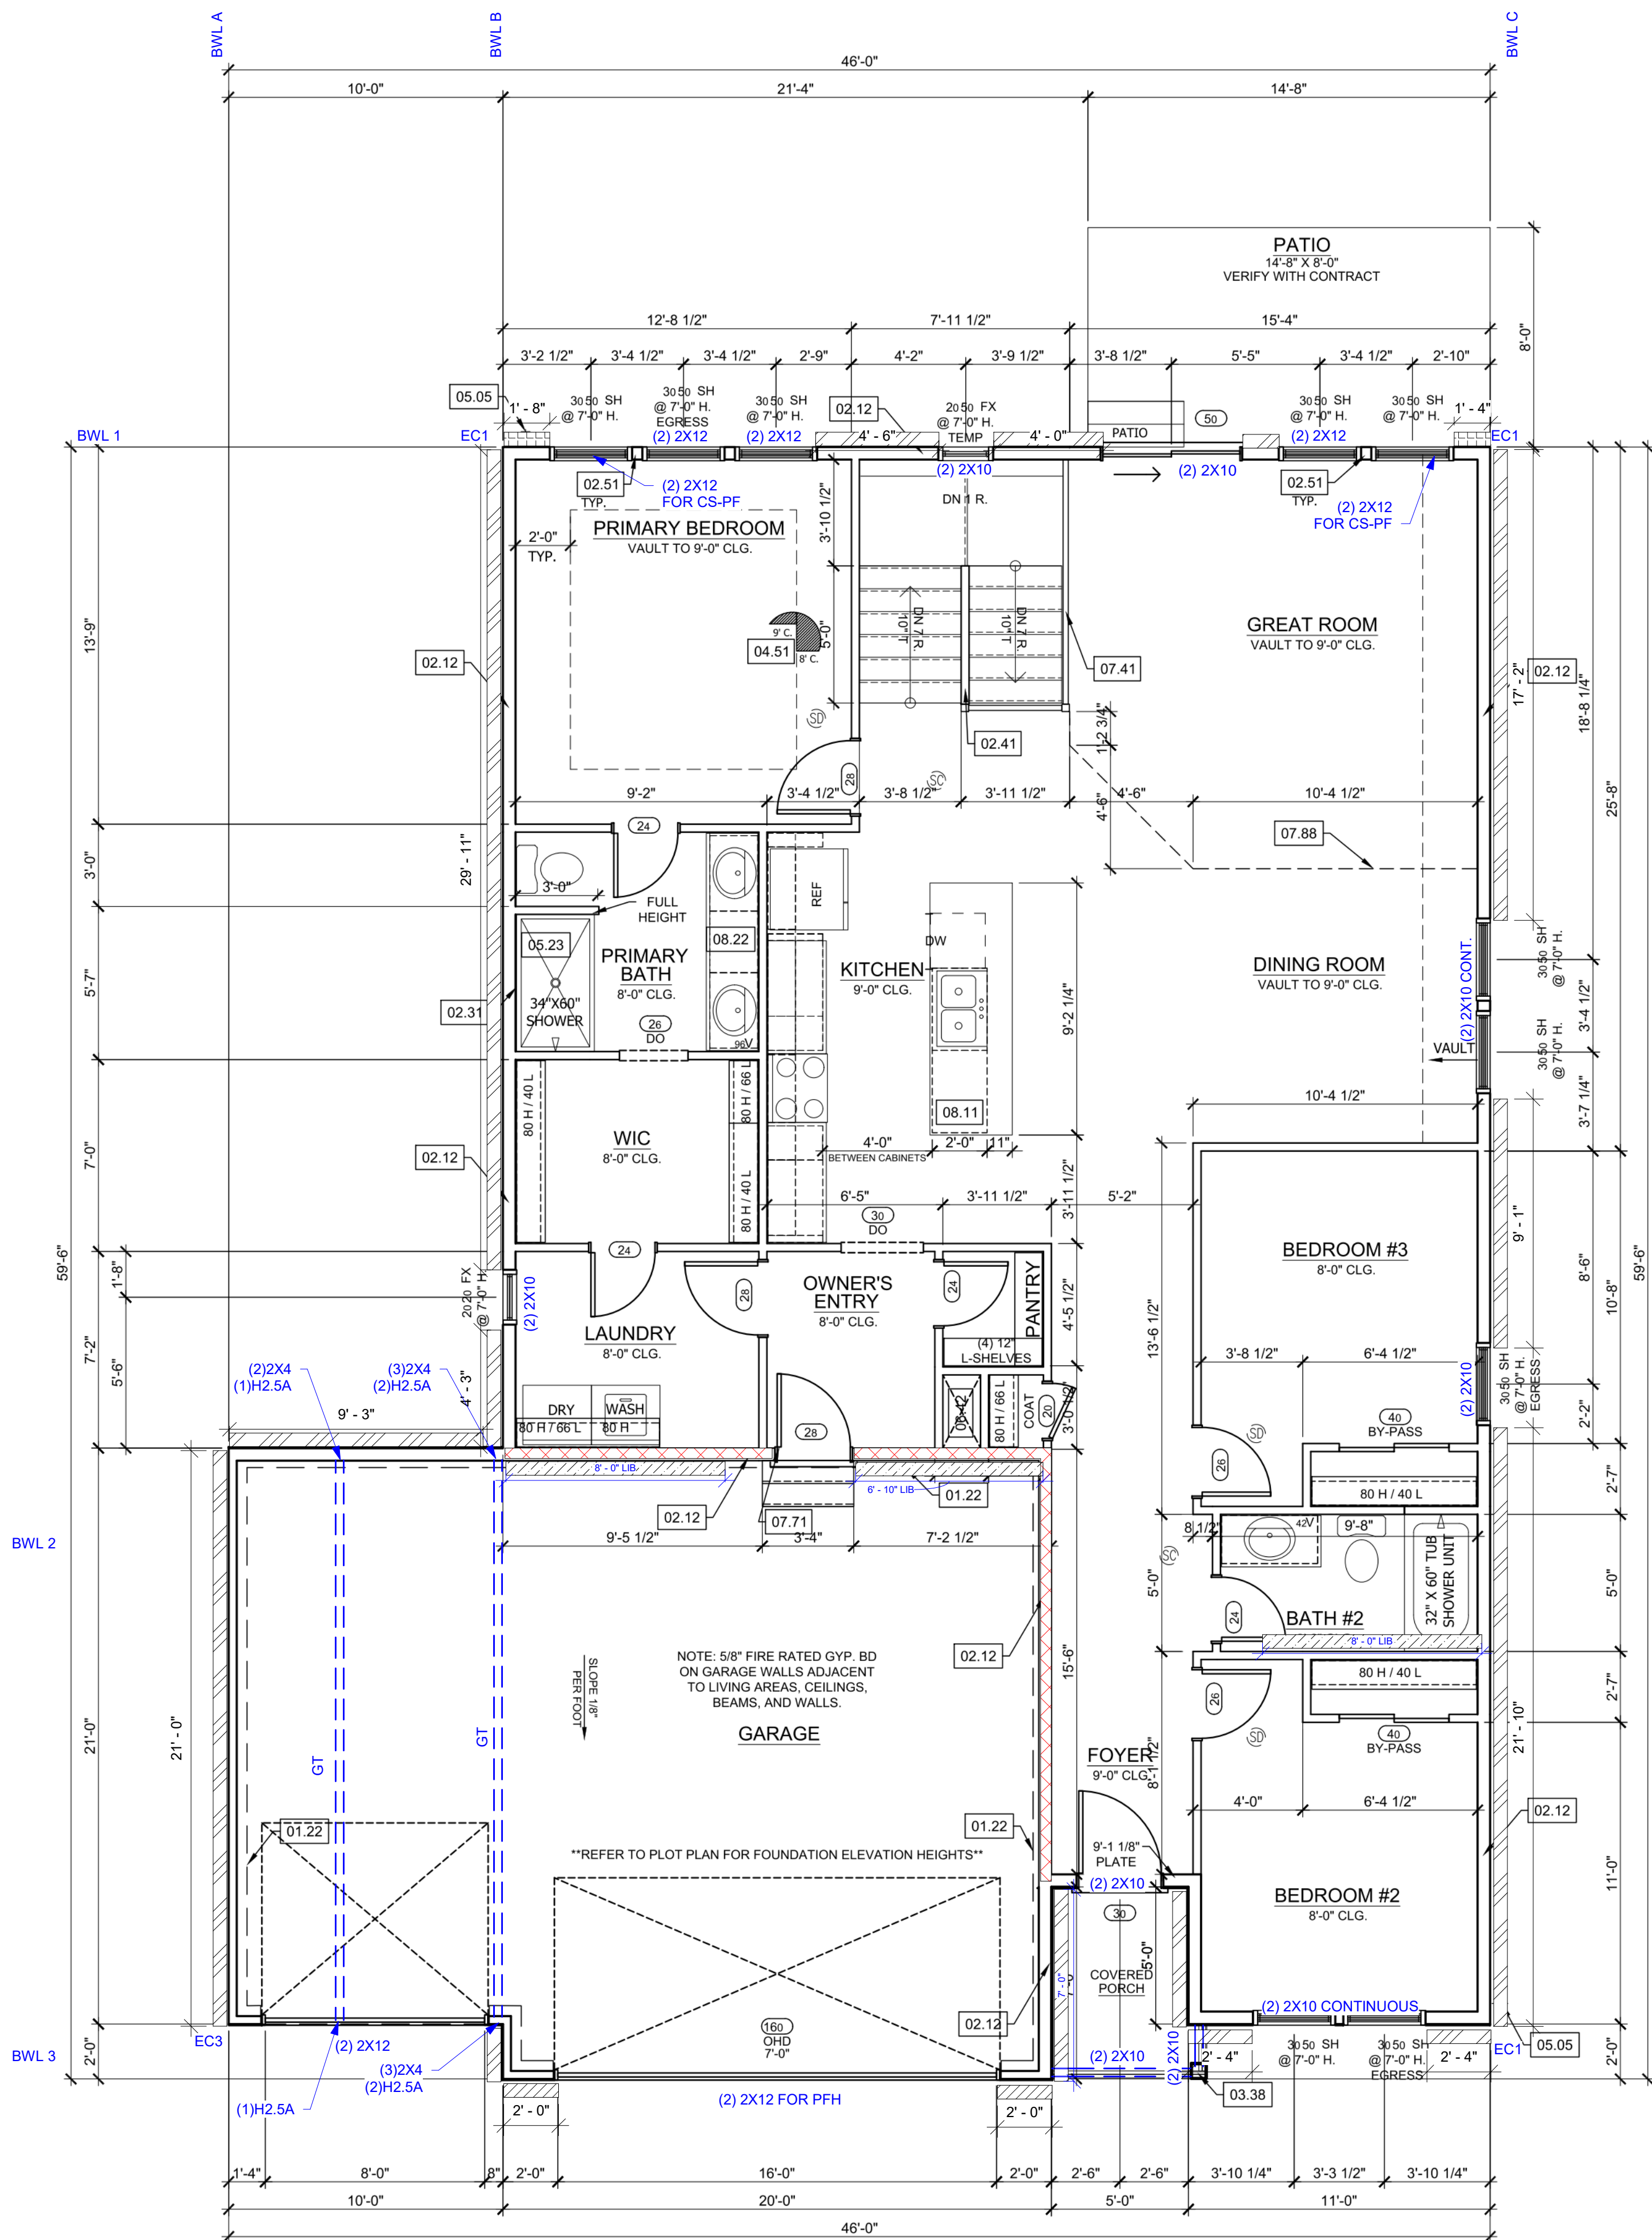 BWL A
BWL B
BWL C
46'-0"
10'-0"
21'-4"
14'-8"
PATIO
14'-8" X 8'-0"
VERIFY WITH CONTRACT
8'-0"
12'-8 1/2"
7'-11 1/2"
15'-4"
3'-2 1/2"
3'-4 1/2"
3'-4 1/2"
2'-9"
4'-2"
3'-9 1/2"
3'-8 1/2"
5'-5"
3'-4 1/2"
2'-10"
05.05
1' - 8"
3050 SH
@ 7'-0" H.
3050 SH
@ 7'-0" H.
EGRESS
(2) 2X12
3050 SH
@ 7'-0" H.
(2) 2X12
02.12
4' - 6"
2050 FX
@ 7'-0" H.
TEMP
4' - 0"
PATIO
50
3050 SH
@ 7'-0" H.
(2) 2X12
3050 SH
@ 7'-0" H.
1' - 4"
BWL 1
EC1
EC1
(2) 2X10
(2) 2X10
02.51
TYP.
(2) 2X12
FOR CS-PF
02.51
TYP.
(2) 2X12
FOR CS-PF
DN 1 R.
3'-10 1/2"
PRIMARY BEDROOM
VAULT TO 9'-0" CLG.
2'-0"
TYP.
9' C.
8' C.
04.51
5'-0"
DN 7 R.
10" T
DN 7 R.
10" T
GREAT ROOM
VAULT TO 9'-0" CLG.
13'-9"
02.12
07.41
17' - 2"
02.12
18'-8 1/4"
25'-8"
SD
02.41
1'-2 3/4"
SC
28
9'-2"
3'-4 1/2"
3'-8 1/2"
3'-11 1/2"
4'-6"
4'-6"
10'-4 1/2"
24
07.88
29' - 11"
3'-0"
3'-0"
REF
FULL
HEIGHT
05.23
08.22
DW
PRIMARY
BATH
8'-0" CLG.
KITCHEN
9'-0" CLG.
DINING ROOM
VAULT TO 9'-0" CLG.
(2) 2X10 CONT.
3050 SH
@ 7'-0" H.
3'-4 1/2"
5'-7"
02.31
34"X60"
SHOWER
26
DO
96V
9'-2 1/4"
VAULT
3050 SH
@ 7'-0" H.
3'-7 1/4"
80 H / 40 L
80 H / 66 L
08.11
10'-4 1/2"
WIC
8'-0" CLG.
4'-0"
BETWEEN CABINETS
2'-0"
11"
7'-0"
02.12
80 H / 40 L
6'-5"
3'-11 1/2"
3'-11 1/2"
5'-2"
30
DO
9' - 1"
59'-6"
59'-6"
24
BEDROOM #3
8'-0" CLG.
8'-6"
10'-8"
1'-8"
2020 FX
@ 7'-0" H.
(2) 2X10
28
OWNER'S
ENTRY
8'-0" CLG.
24
PANTRY
4'-5 1/2"
13'-6 1/2"
LAUNDRY
8'-0" CLG.
(4) 12"
L-SHELVES
7'-2"
5'-6"
(2)2X4
(1)H2.5A
(3)2X4
(2)H2.5A
4' - 3"
3'-8 1/2"
6'-4 1/2"
(2) 2X10
3050 SH
@ 7'-0" H.
EGRESS
2'-2"
9' - 3"
DRY
WASH
80 H / 66 L
80 H
28
06.42
80 H / 66 L
COAT
20
3'-0 1/2"
40
BY-PASS
SD
26
8' - 0" LIB
6' - 10" LIB
01.22
80 H / 40 L
2'-7"
02.12
07.71
8 1/2"
42V
9'-8"
BWL 2
9'-5 1/2"
3'-4"
7'-2 1/2"
SC
32" X 60" TUB
SHOWER UNIT
5'-0"
5'-0"
24
BATH #2
8' - 0" LIB
SLOPE 1/8"
PER FOOT
NOTE: 5/8" FIRE RATED GYP. BD
ON GARAGE WALLS ADJACENT
TO LIVING AREAS, CEILINGS,
BEAMS, AND WALLS.
02.12
15'-6"
80 H / 40 L
2'-7"
26
21'-0"
21' - 0"
GT
GT
GARAGE
SD
40
BY-PASS
21' - 10"
FOYER
9'-0" CLG.
8'-1 1/2"
4'-0"
6'-4 1/2"
02.12
01.22
01.22
9'-1 1/8"
PLATE
**REFER TO PLOT PLAN FOR FOUNDATION ELEVATION HEIGHTS**
(2) 2X10
BEDROOM #2
8'-0" CLG.
11'-0"
30
5'-0"
COVERED
PORCH
7' - 0"
(2) 2X10 CONTINUOUS
02.12
160
OHD
7'-0"
EC3
(2) 2X12
BWL 3
2'-0"
(3)2X4
(2)H2.5A
(2) 2X10
(2) 2X10
2' - 4"
3050 SH
@ 7'-0" H.
3050 SH
@ 7'-0" H.
EGRESS
2' - 4"
EC1
05.05
2'-0"
(1)H2.5A
2' - 0"
(2) 2X12 FOR PFH
2' - 0"
03.38
1'-4"
8'-0"
8"
2'-0"
16'-0"
2'-0"
2'-6"
2'-6"
3'-10 1/4"
3'-3 1/2"
3'-10 1/4"
10'-0"
20'-0"
5'-0"
11'-0"
46'-0"